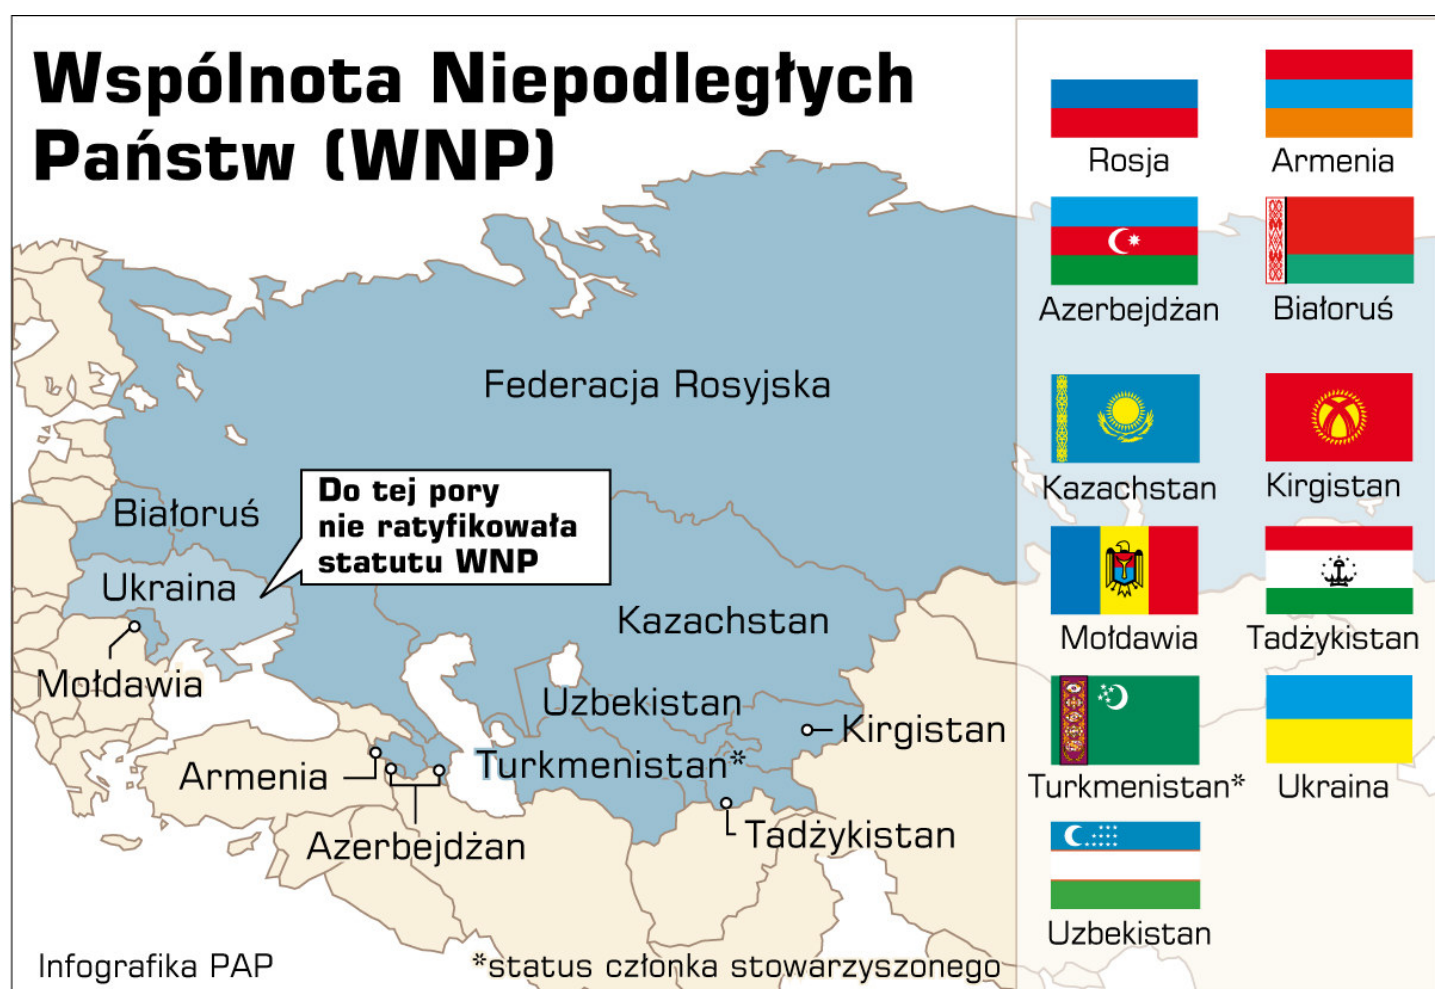 Wspólnota Niepodległych
Państw (WNP)
Federacja Rosyjska
Białoruś
Do tej pory
nie ratyfikowała
statutu WNP
Ukraina
Kazachstan
Mołdawia
Uzbekistan
Kirgistan
Armenia
Turkmenistan*
Azerbejdżan
Tadżykistan
Infografika PAP
*status członka stowarzyszonego
Rosja
Armenia
Azerbejdżan
Białoruś
Kazachstan
Kirgistan
Mołdawia
Tadżykistan
Turkmenistan*
Ukraina
Uzbekistan